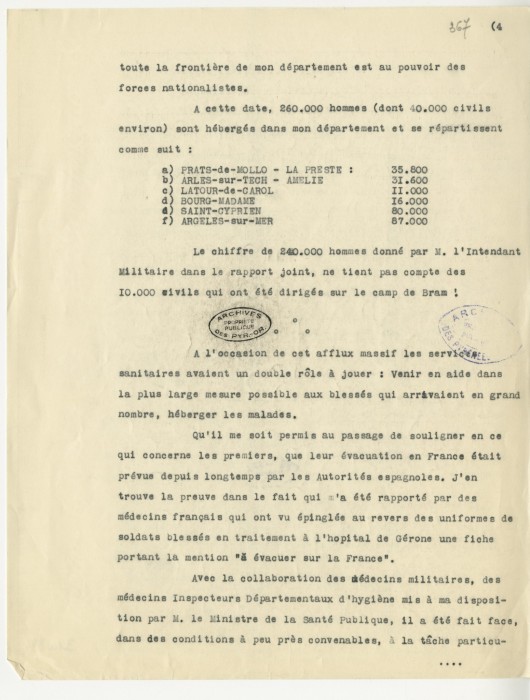 367 (4
toute la frontière de mon département est au pouvoir des
forces nationalistes.
A cette date, 260.000 hommes (dont 40.000 civils
environ) sont hébergés dans mon département et se répartissent
comme suit :
a) PRATS-de-MOLLO - LA PRESTE : 35.800
b) ARLES-sur-TECH - AMELIE 31.600
c) LATOUR-de-CAROL 11.000
d) BOURG-MADAME 16.000
d) SAINT-CYPRIEN 80.000
f) ARGELES-sur-MER 87.000
Le chiffre de 240.000 hommes donné par M. l'Intendant
Militaire dans le rapport joint, ne tient pas compte des
10.000 civils qui ont été dirigés sur le camp de Bram !
ARCHIVES
PROPRIÉTÉ
PUBLIQUE
DES PYR.-OR.
ARC
DES PYRÉNÉE
A l'occasion de cet afflux massif les services
sanitaires avaient un double rôle à jouer : Venir en aide dans
la plus large mesure possible aux blessés qui arrivaient en grand
nombre, héberger les malades.
Qu'il me soit permis au passage de souligner en ce
qui concerne les premiers, que leur évacuation en France était
prévue depuis longtemps par les Autorités espagnoles. J'en
trouve la preuve dans le fait qui m'a été rapporté par des
médecins français qui ont vu épinglée au revers des uniformes de
soldats blessés en traitement à l'hopital de Gérone une fiche
portant la mention "à évacuer sur la France".
Avec la collaboration des médecins militaires, des
médecins Inspecteurs Départementaux d'hygiène mis à ma disposi-
tion par M. le Ministre de la Santé Publique, il a été fait face,
dans des conditions à peu près convenables, à la tâche particu-
....